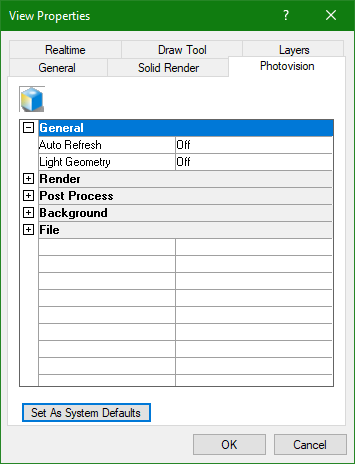 View Properties
Realtime Draw Tool Layers
General Solid Render Photovision
General
Auto Refresh Off
Light Geometry Off
Render
Post Process
Background
File
Set As System Defaults
OK Cancel